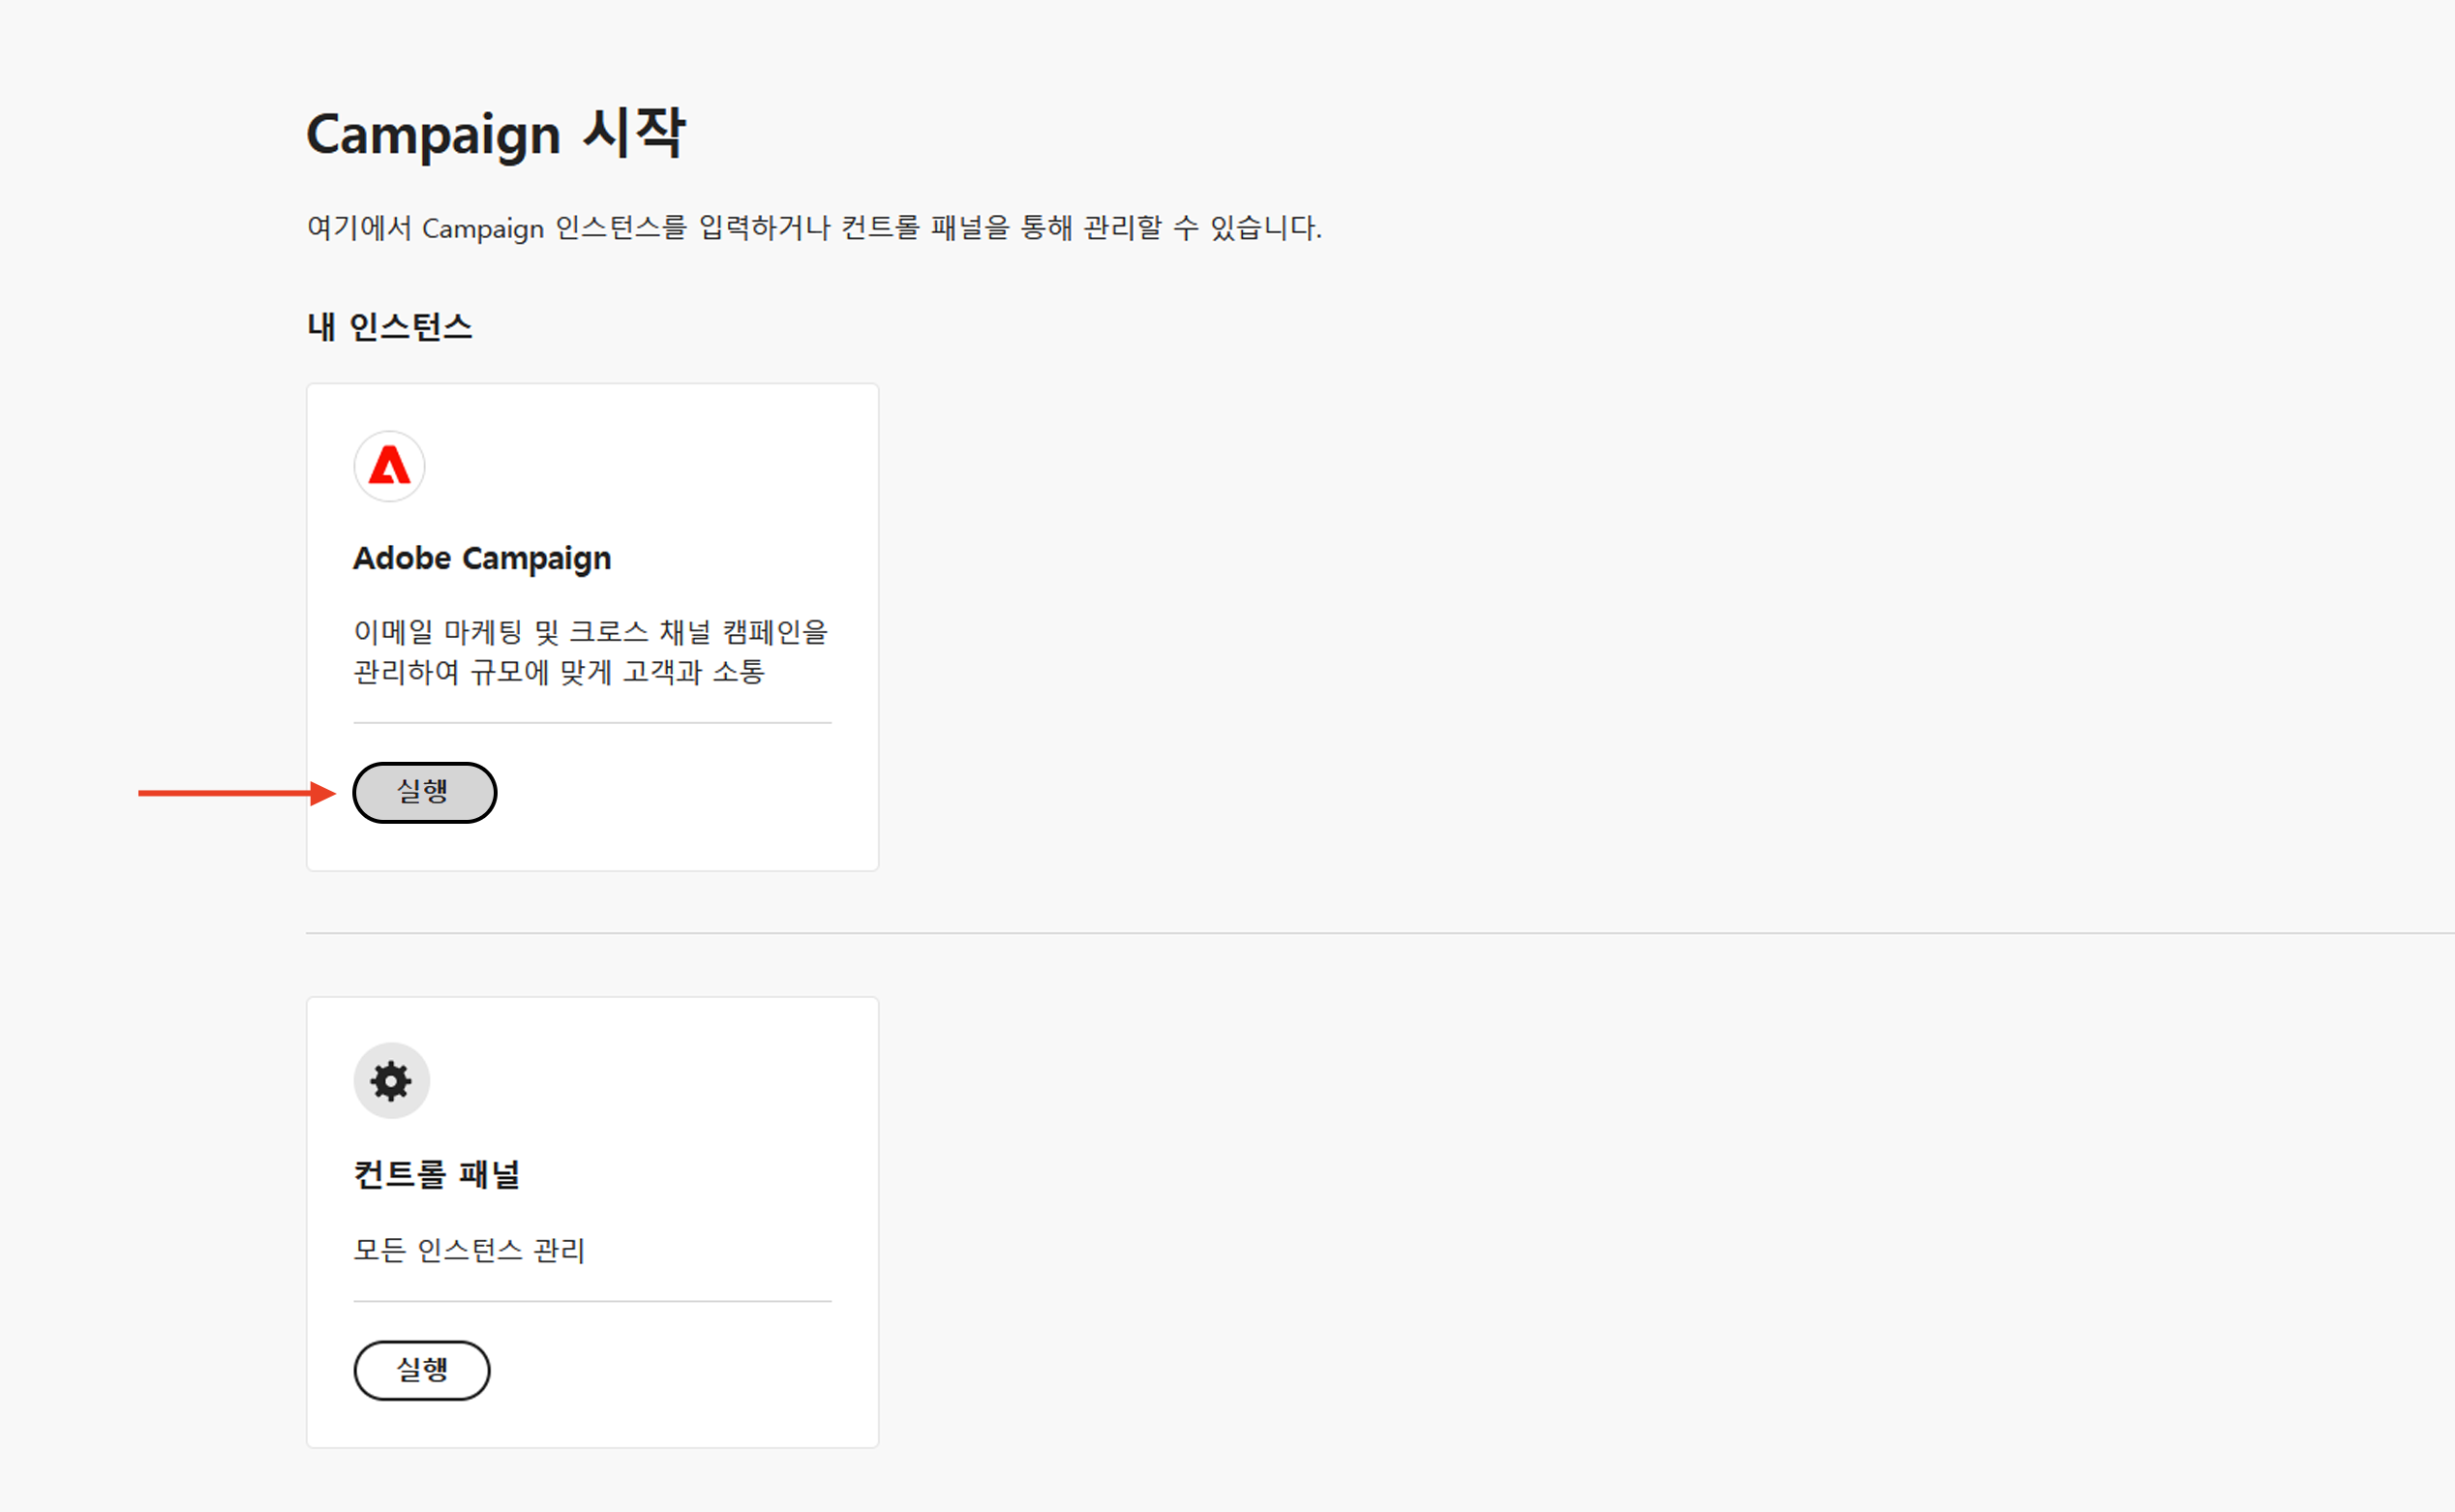 Campaign 시작
여기에서 Campaign 인스턴스를 입력하거나 컨트롤 패널을 통해 관리할 수 있습니다.
내 인스턴스
Adobe Campaign
이메일 마케팅 및 크로스 채널 캠페인을
관리하여 규모에 맞게 고객과 소통
실행
컨트롤 패널
모든 인스턴스 관리
실행